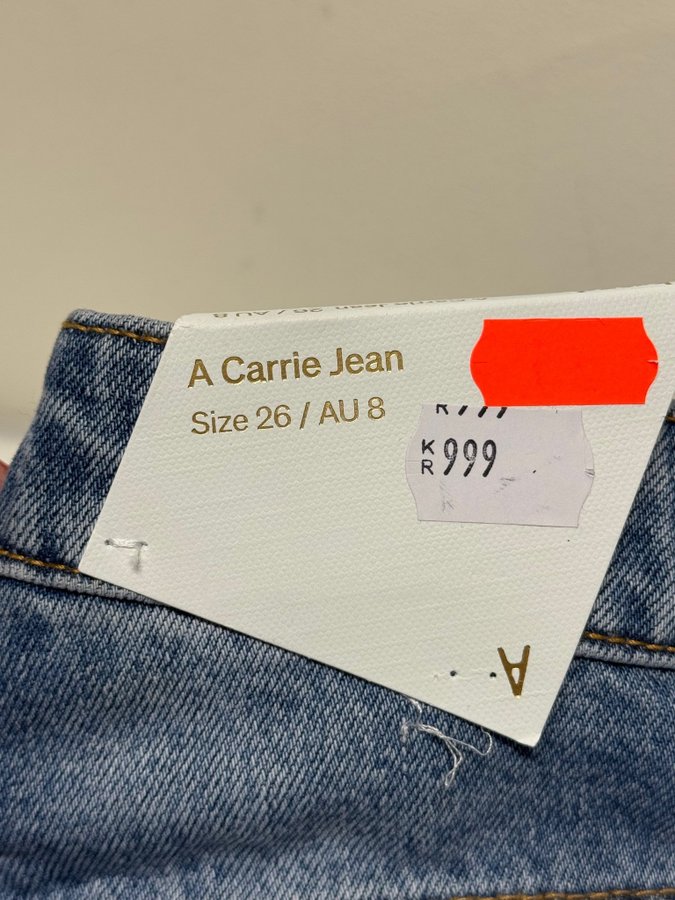 A Carrie Jean
Size 26 / AU 8
KR 999
A